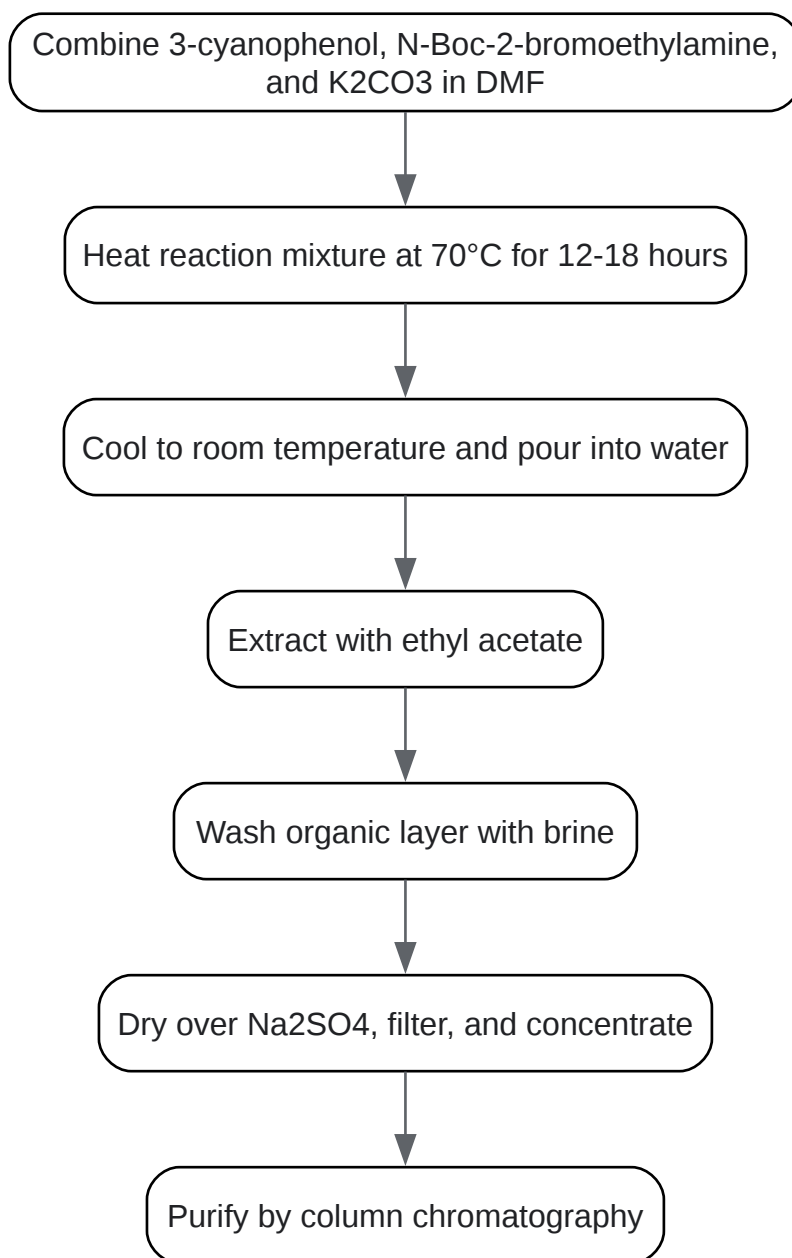 Combine 3-cyanophenol, N-Boc-2-bromoethylamine,
and K2CO3 in DMF
Heat reaction mixture at 70°C for 12-18 hours
Cool to room temperature and pour into water
Extract with ethyl acetate
Wash organic layer with brine
Dry over Na2SO4, filter, and concentrate
Purify by column chromatography